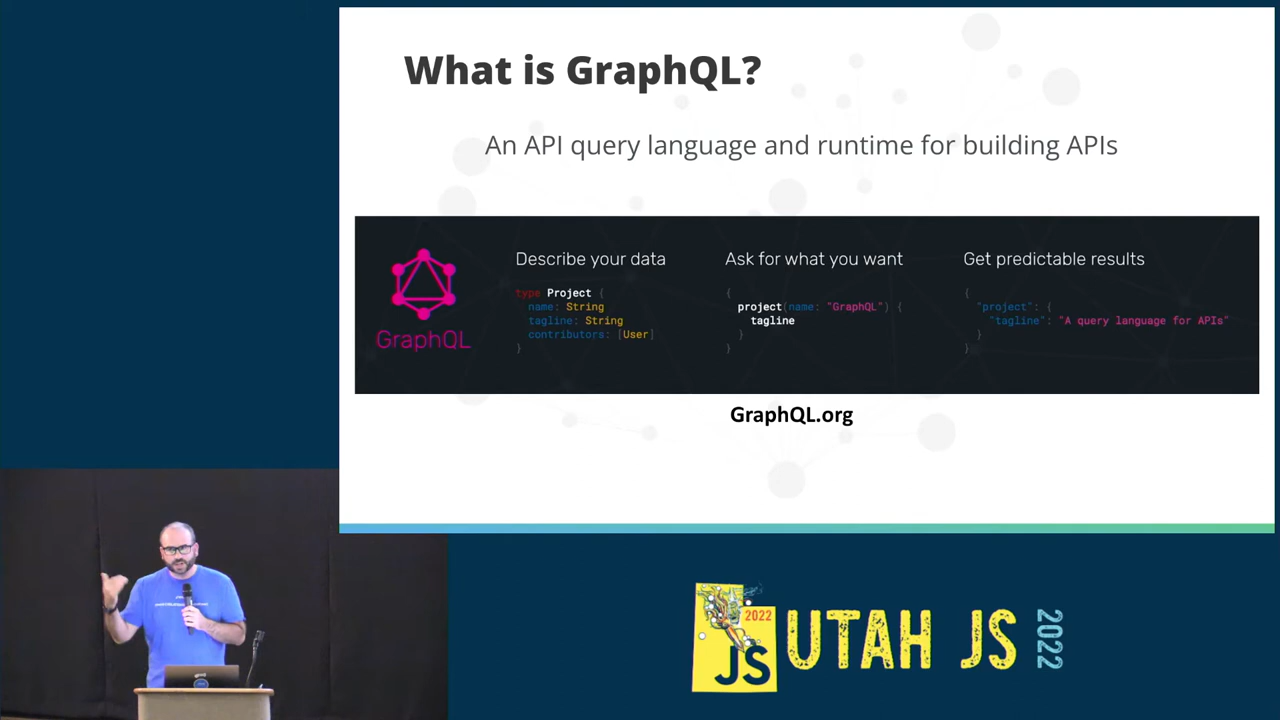 What is GraphQL?
An API query language and runtime for building APIs
GraphQL
Describe your data
type Project {
name: String
tagline: String
contributors: [User]
}
Ask for what you want
{
project(name: "GraphQL") {
tagline
}
}
Get predictable results
{
"project": {
"tagline": "A query language for APIs"
}
}
GraphQL.org
2022
JS
UTAH JS 2022